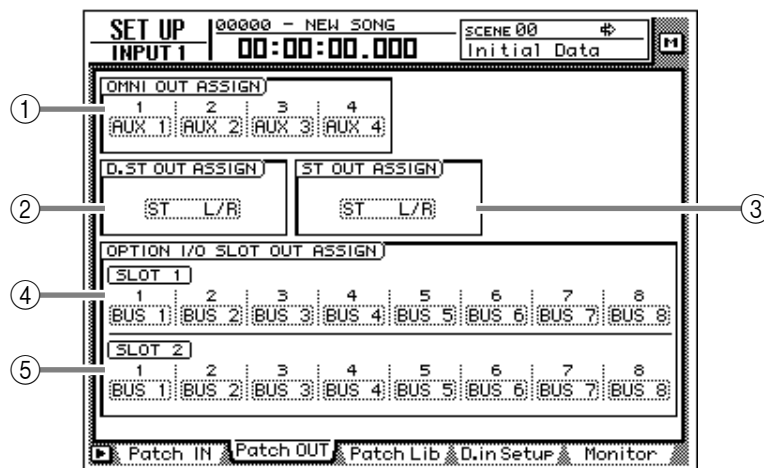 SET UP
INPUT 1
00000 - NEW SONG
00:00:00.000
SCENE 00
Initial Data
M
OMNI OUT ASSIGN
1 2 3 4
AUX 1 AUX 2 AUX 3 AUX 4
D.ST OUT ASSIGN
ST L/R
ST OUT ASSIGN
ST L/R
OPTION I/O SLOT OUT ASSIGN
SLOT 1
1 2 3 4 5 6 7 8
BUS 1 BUS 2 BUS 3 BUS 4 BUS 5 BUS 6 BUS 7 BUS 8
SLOT 2
1 2 3 4 5 6 7 8
BUS 1 BUS 2 BUS 3 BUS 4 BUS 5 BUS 6 BUS 7 BUS 8
Patch IN Patch OUT Patch Lib D.in Setup Monitor
1
2
3
4
5